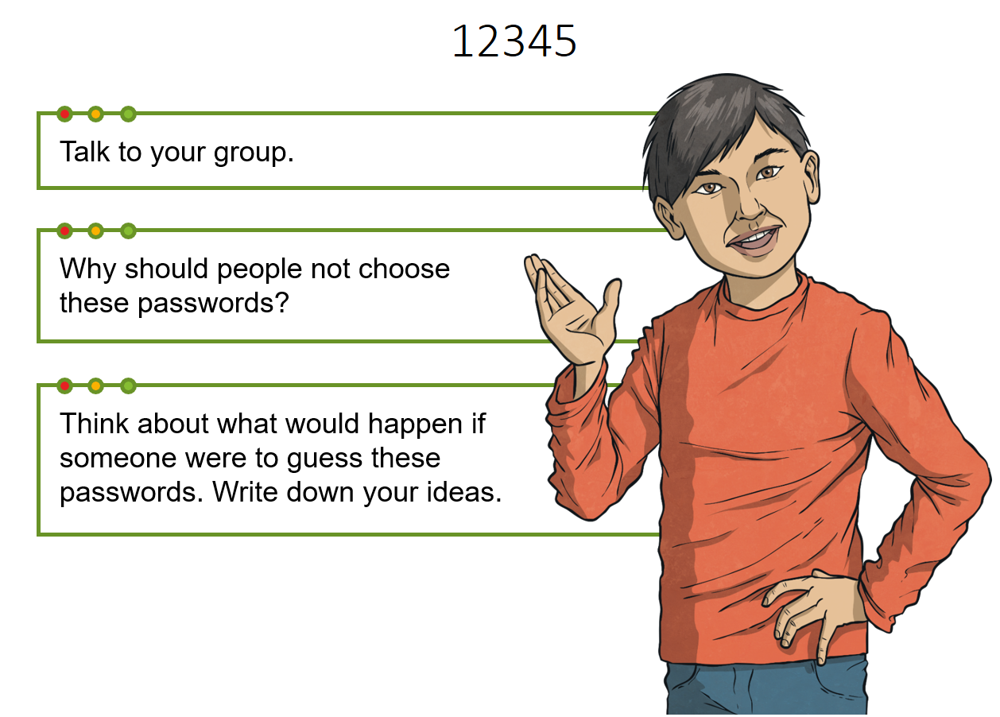 12345
Talk to your group.
Why should people not choose
these passwords?
Think about what would happen if
someone were to guess these
passwords. Write down your ideas.